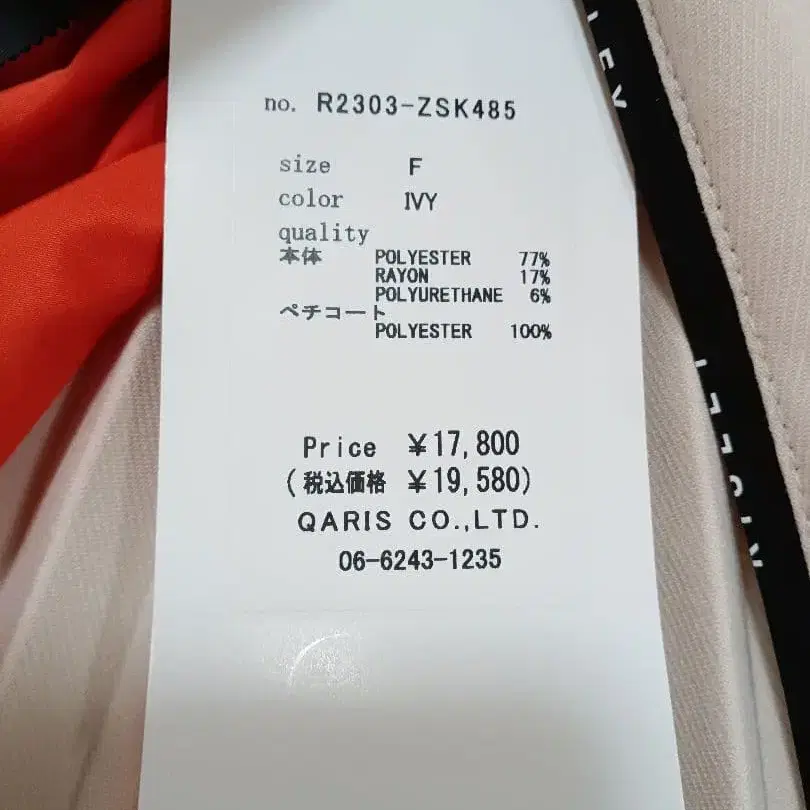 no. R2303-ZSK485
size F
color IVY
quality
本体 POLYESTER 77%
RAYON 17%
POLYURETHANE 6%
ペチコート
POLYESTER 100%
Price ¥17,800
(税込価格 ¥19,580)
QARIS CO.,LTD.
06-6243-1235